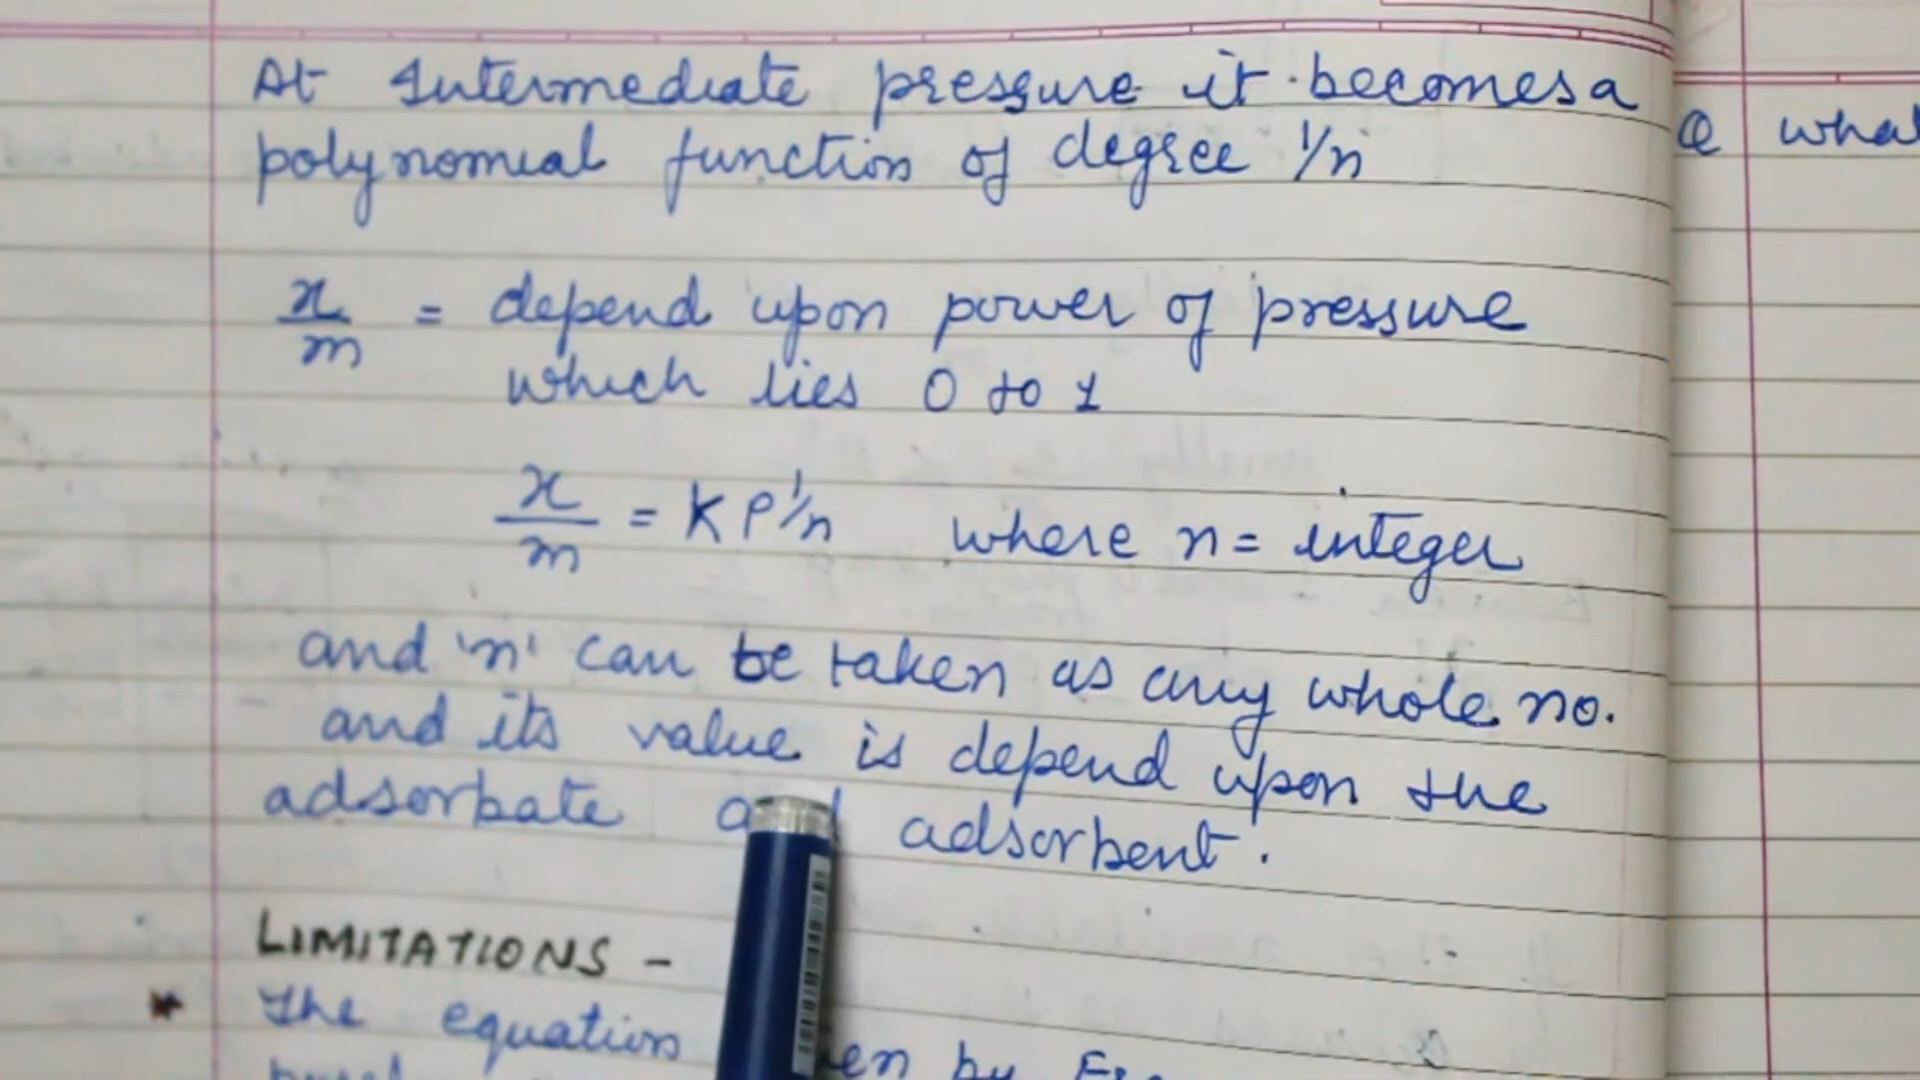 At Intermediate pressure it becomes a
polynomial function of degree 1/n
x/m = depend upon power of pressure
which lies 0 to 1
x/m = K P 1/n where n = integer
and 'n' can be taken as any whole no.
and its value is depend upon the
adsorbate adsorbent.
LIMITATIONS -
* The equation by
Q what